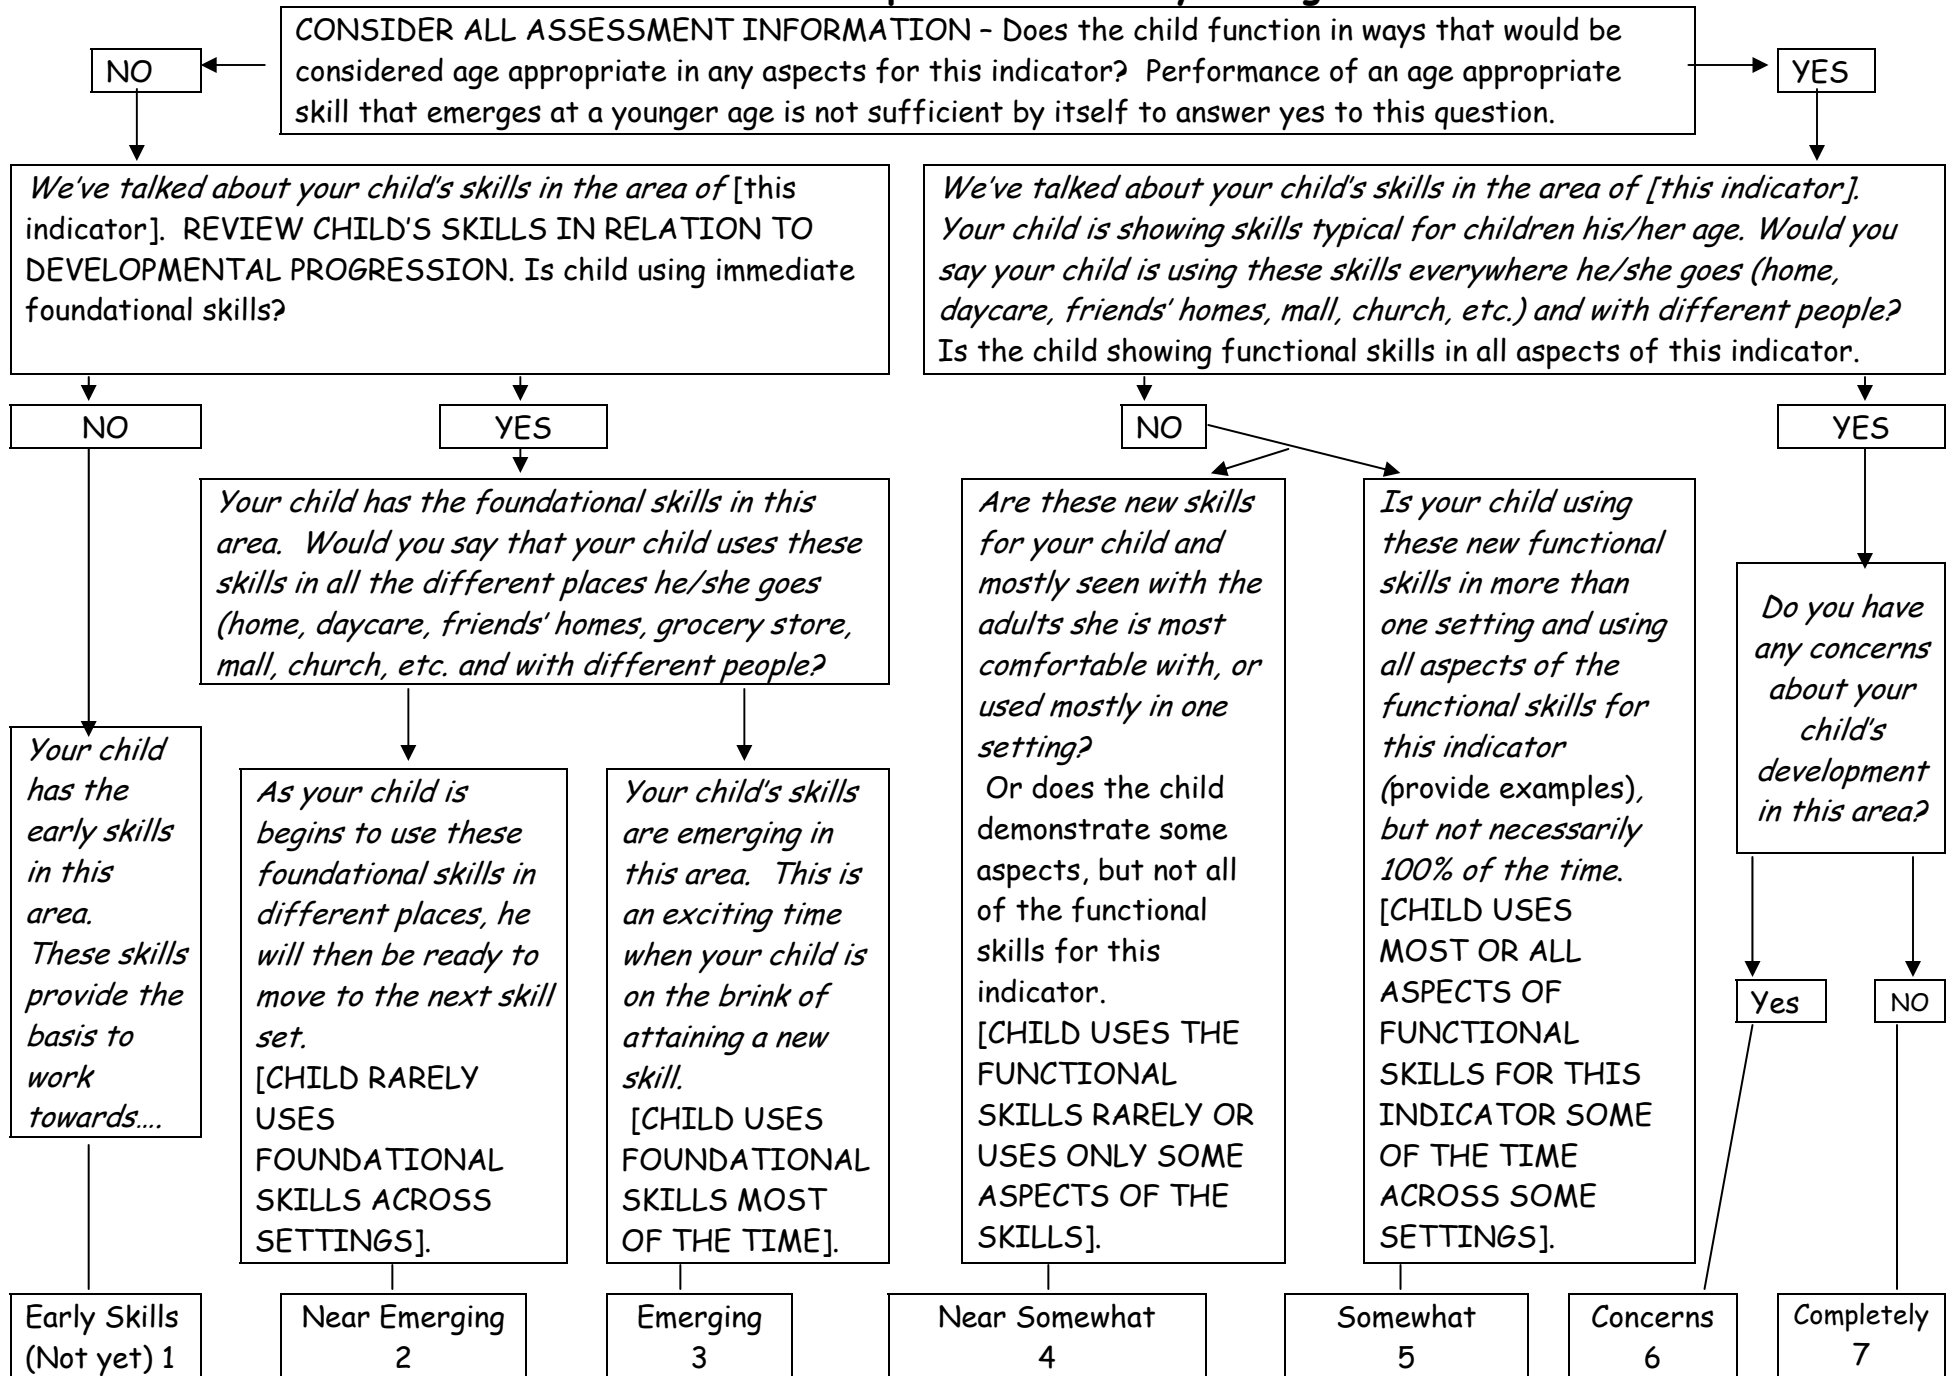 CONSIDER ALL ASSESSMENT INFORMATION – Does the child function in ways that would be
considered age appropriate in any aspects for this indicator?  Performance of an age appropriate
skill that emerges at a younger age is not sufficient by itself to answer yes to this question.
NO
YES
We've talked about your child's skills in the area of [this
indicator].  REVIEW CHILD'S SKILLS IN RELATION TO
DEVELOPMENTAL PROGRESSION. Is child using immediate
foundational skills?
We've talked about your child's skills in the area of [this indicator].
Your child is showing skills typical for children his/her age. Would you
say your child is using these skills everywhere he/she goes (home,
daycare, friends' homes, mall, church, etc.) and with different people?
Is the child showing functional skills in all aspects of this indicator.
NO
YES
NO
YES
Your child has the foundational skills in this
area.  Would you say that your child uses these
skills in all the different places he/she goes
(home, daycare, friends' homes, grocery store,
mall, church, etc. and with different people?
Are these new skills
for your child and
mostly seen with the
adults she is most
comfortable with, or
used mostly in one
setting?
Or does the child
demonstrate some
aspects, but not all
of the functional
skills for this
indicator.
[CHILD USES THE
FUNCTIONAL
SKILLS RARELY OR
USES ONLY SOME
ASPECTS OF THE
SKILLS].
Is your child using
these new functional
skills in more than
one setting and using
all aspects of the
functional skills for
this indicator
(provide examples),
but not necessarily
100% of the time.
[CHILD USES
MOST OR ALL
ASPECTS OF
FUNCTIONAL
SKILLS FOR THIS
INDICATOR SOME
OF THE TIME
ACROSS SOME
SETTINGS].
Do you have
any concerns
about your
child's
development
in this area?
Your child
has the
early skills
in this
area.
These skills
provide the
basis to
work
towards….
As your child is
begins to use these
foundational skills in
different places, he
will then be ready to
move to the next skill
set.
[CHILD RARELY
USES
FOUNDATIONAL
SKILLS ACROSS
SETTINGS].
Your child's skills
are emerging in
this area.  This is
an exciting time
when your child is
on the brink of
attaining a new
skill.
[CHILD USES
FOUNDATIONAL
SKILLS MOST
OF THE TIME].
Yes
NO
Early Skills
(Not yet) 1
Near Emerging
2
Emerging
3
Near Somewhat
4
Somewhat
5
Concerns
6
Completely
7